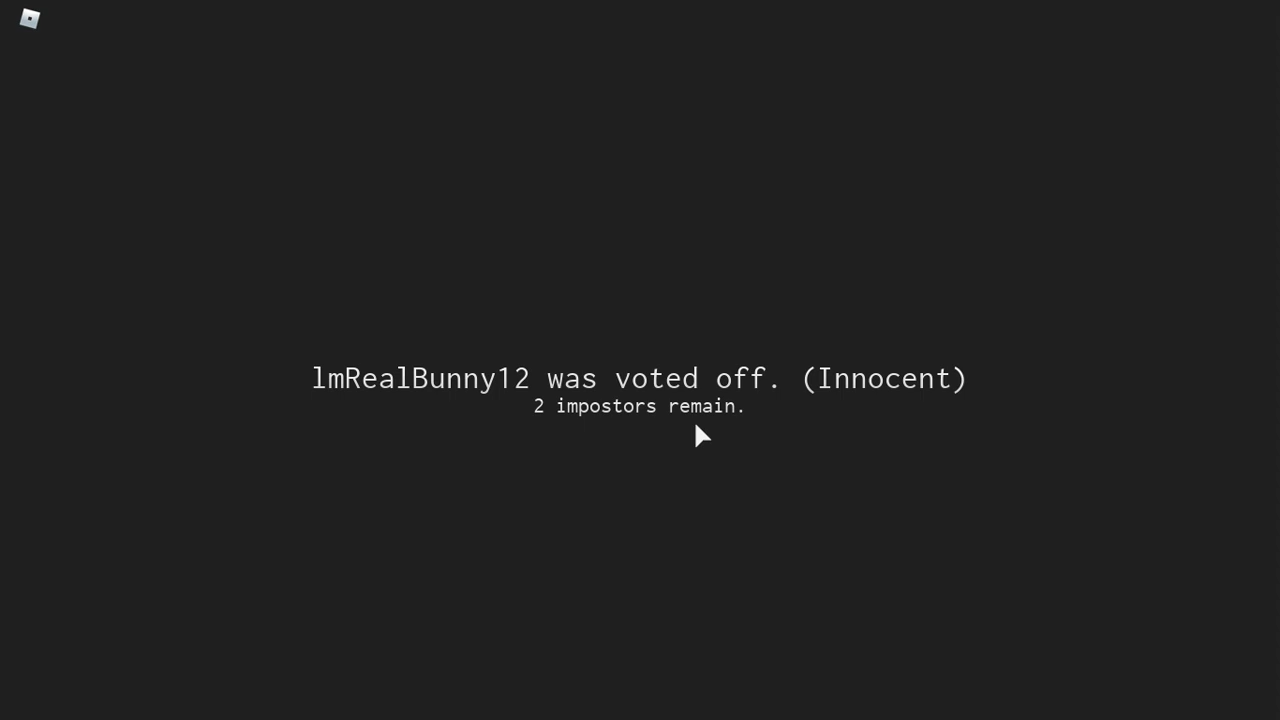 lmRealBunny12 was voted off. (Innocent)
2 impostors remain.